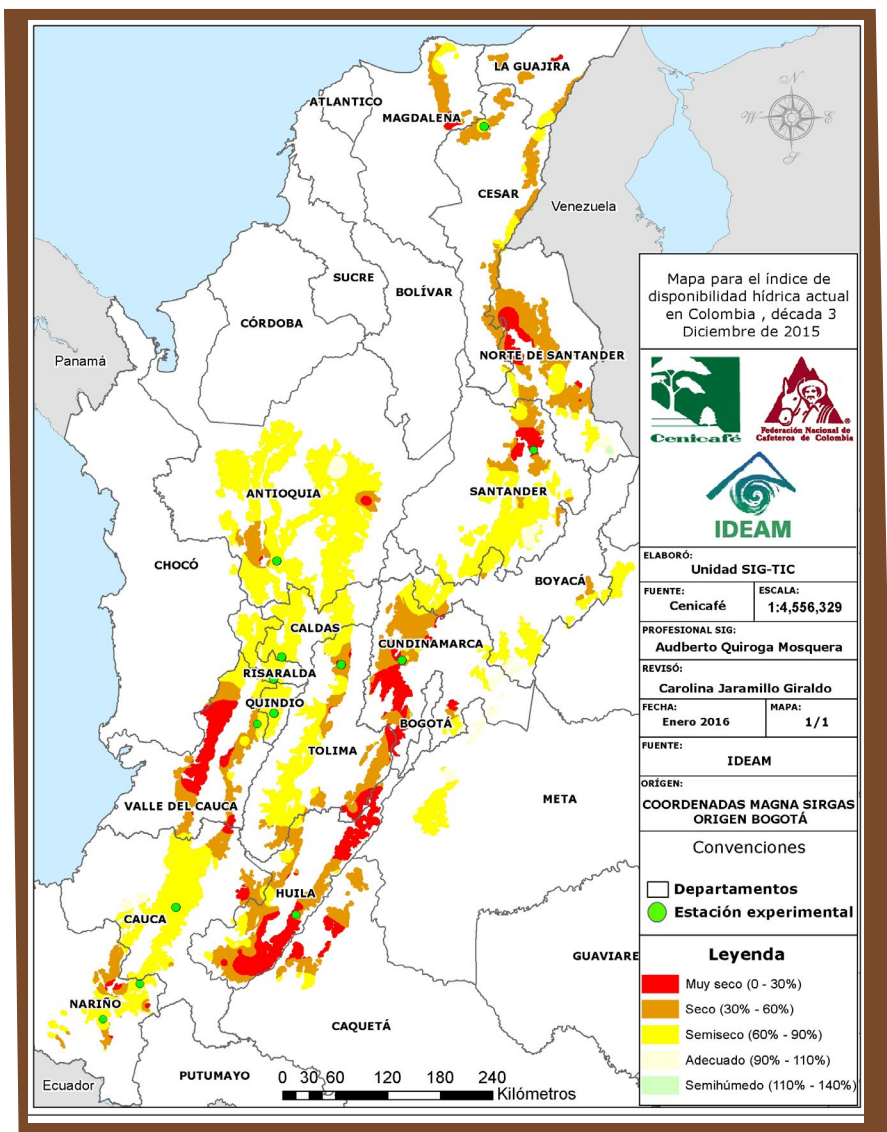 LA GUAJIRA
ATLANTICO
MAGDALENA
N
W
E
S
CESAR
Venezuela
SUCRE
BOLÍVAR
CÓRDOBA
Panamá
NORTE DE SANTANDER
ANTIOQUIA
SANTANDER
CHOCÓ
BOYACÁ
CALDAS
CUNDINAMARCA
RISARALDA
QUINDIO
BOGOTÁ
TOLIMA
VALLE DEL CAUCA
META
HUILA
CAUCA
GUAVIARE
NARIÑO
CAQUETÁ
PUTUMAYO
Ecuador
0 30 60 120 180 240
Kilómetros
Mapa para el índice de
disponibilidad hídrica actual
en Colombia , década 3
Diciembre de 2015
Cenicafé
Federación Nacional de
Cafeteros de Colombia
®
IDEAM
ELABORÓ:
Unidad SIG-TIC
FUENTE:
Cenicafé
ESCALA:
1:4,556,329
PROFESIONAL SIG:
Audberto Quiroga Mosquera
REVISÓ:
Carolina Jaramillo Giraldo
FECHA:
Enero 2016
MAPA:
1/1
FUENTE:
IDEAM
ORÍGEN:
COORDENADAS MAGNA SIRGAS
ORIGEN BOGOTÁ
Convenciones
Departamentos
Estación experimental
Leyenda
Muy seco (0 - 30%)
Seco (30% - 60%)
Semiseco (60% - 90%)
Adecuado (90% - 110%)
Semihúmedo (110% - 140%)